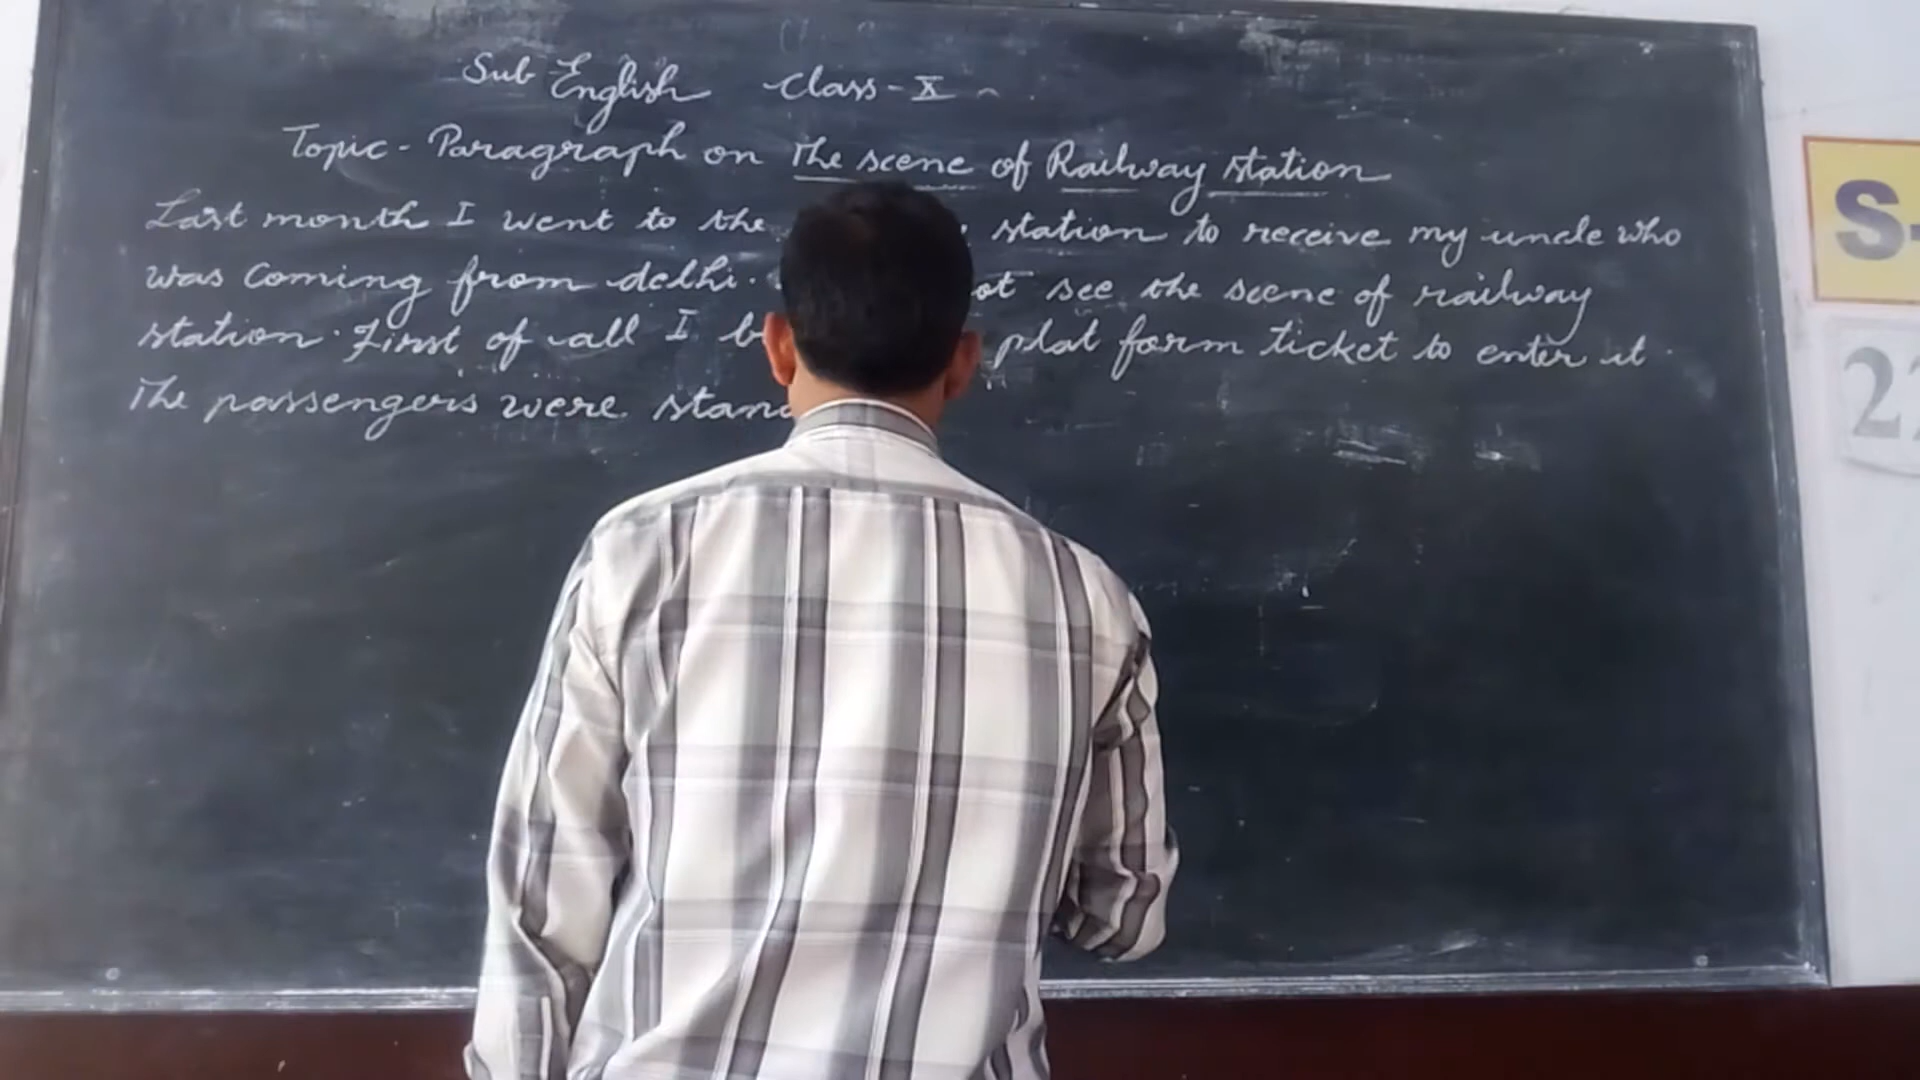 Sub English Class - X
Topic - Paragraph on The scene of Railway station
Last month I went to the station to receive my uncle who
was coming from delhi. see the scene of railway
station. First of all I plat form ticket to enter it
The passengers were
S-